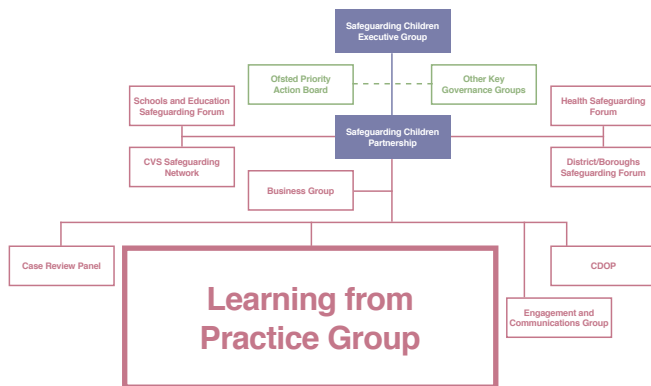 Safeguarding Children
Executive Group
Ofsted Priority
Action Board
Other Key
Governance Groups
Schools and Education
Safeguarding Forum
Health Safeguarding
Forum
Safeguarding Children
Partnership
CVS Safeguarding
Network
District/Boroughs
Safeguarding Forum
Business Group
Case Review Panel
Learning from
Practice Group
CDOP
Engagement and
Communications Group